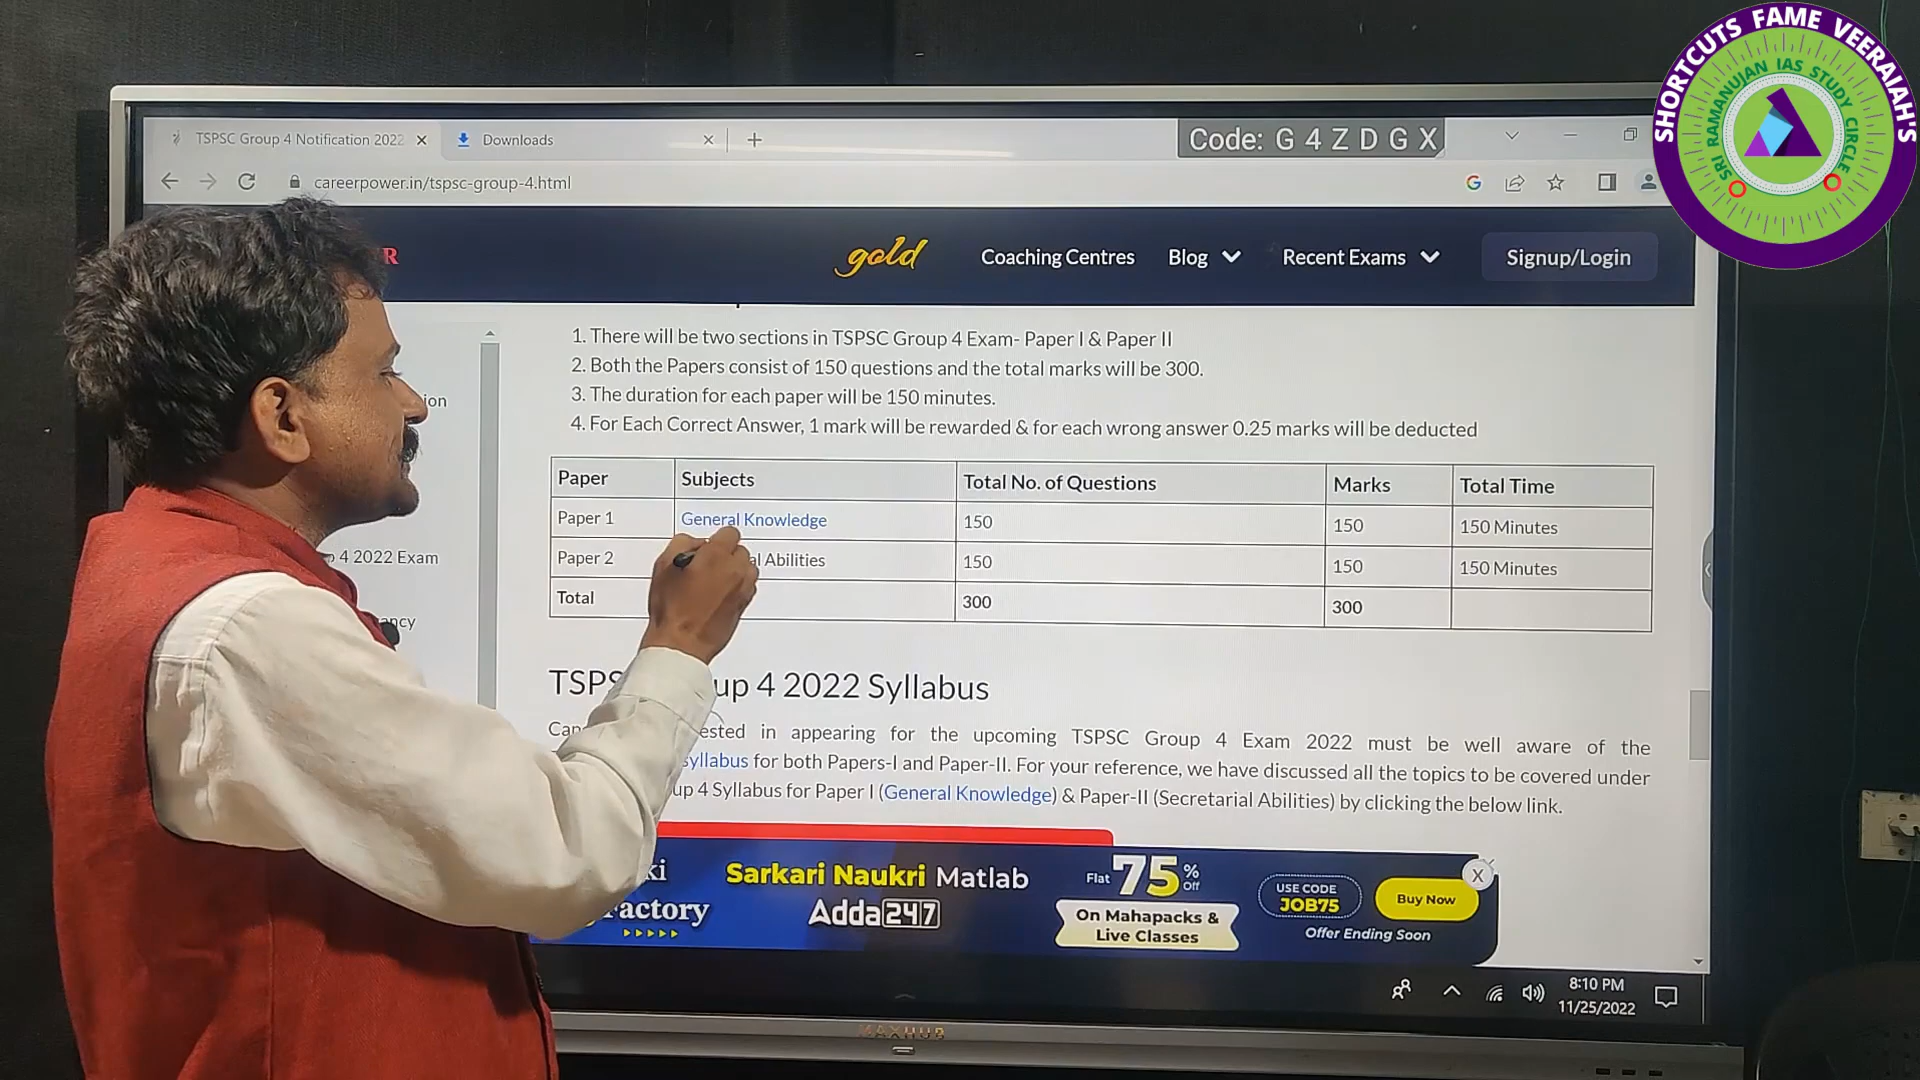 SHORTCUTS FAME VEERAIAH'S
SRI RAMANUJAN IAS STUDY CIRCLE
TSPSC Group 4 Notification 2022
Downloads
Code: G 4 Z D G X
careerpower.in/tspsc-group-4.html
R
gold
Coaching Centres
Blog
Recent Exams
Signup/Login
1. There will be two sections in TSPSC Group 4 Exam- Paper I & Paper II
2. Both the Papers consist of 150 questions and the total marks will be 300.
3. The duration for each paper will be 150 minutes.
ion
4. For Each Correct Answer, 1 mark will be rewarded & for each wrong answer 0.25 marks will be deducted
Paper Subjects Total No. of Questions Marks Total Time
Paper 1 General Knowledge 150 150 150 Minutes
Paper 2 al Abilities 150 150 150 Minutes
Total 300 300
4 2022 Exam
ancy
TSPS up 4 2022 Syllabus
Can ested in appearing for the upcoming TSPSC Group 4 Exam 2022 must be well aware of the
syllabus for both Papers-I and Paper-II. For your reference, we have discussed all the topics to be covered under
up 4 Syllabus for Paper I (General Knowledge) & Paper-II (Secretarial Abilities) by clicking the below link.
ki
Factory
Sarkari Naukri Matlab
Adda247
Flat 75% Off
On Mahapacks &
Live Classes
USE CODE
JOB75
Buy Now
Offer Ending Soon
X
8:10 PM
11/25/2022
MAXHUB